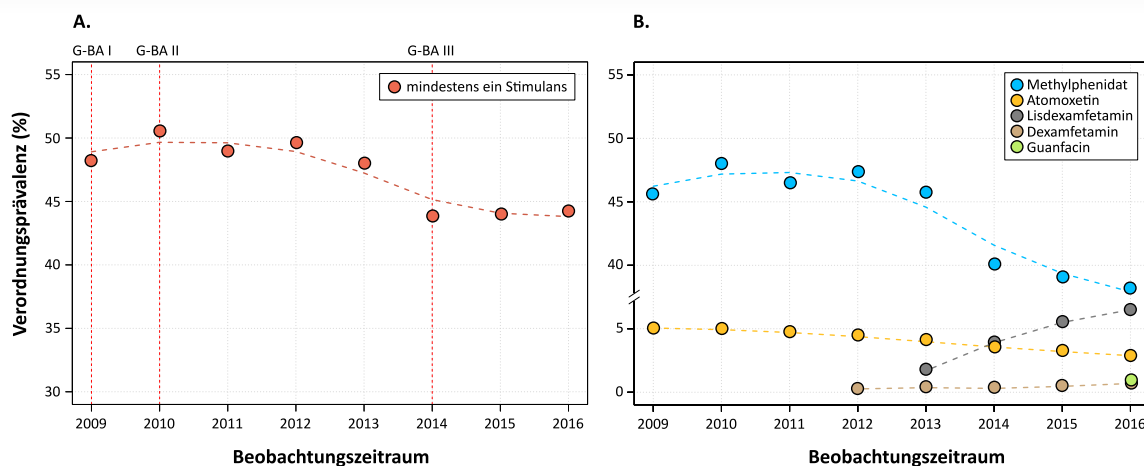 A.
G-BA I
G-BA II
G-BA III
mindestens ein Stimulans
Verordnungsprävalenz (%)
55
50
45
40
35
30
2009
2010
2011
2012
2013
2014
2015
2016
Beobachtungszeitraum
B.
Methylphenidat
Atomoxetin
Lisdexamfetamin
Dexamfetamin
Guanfacin
55
50
45
40
5
0
2009
2010
2011
2012
2013
2014
2015
2016
Beobachtungszeitraum